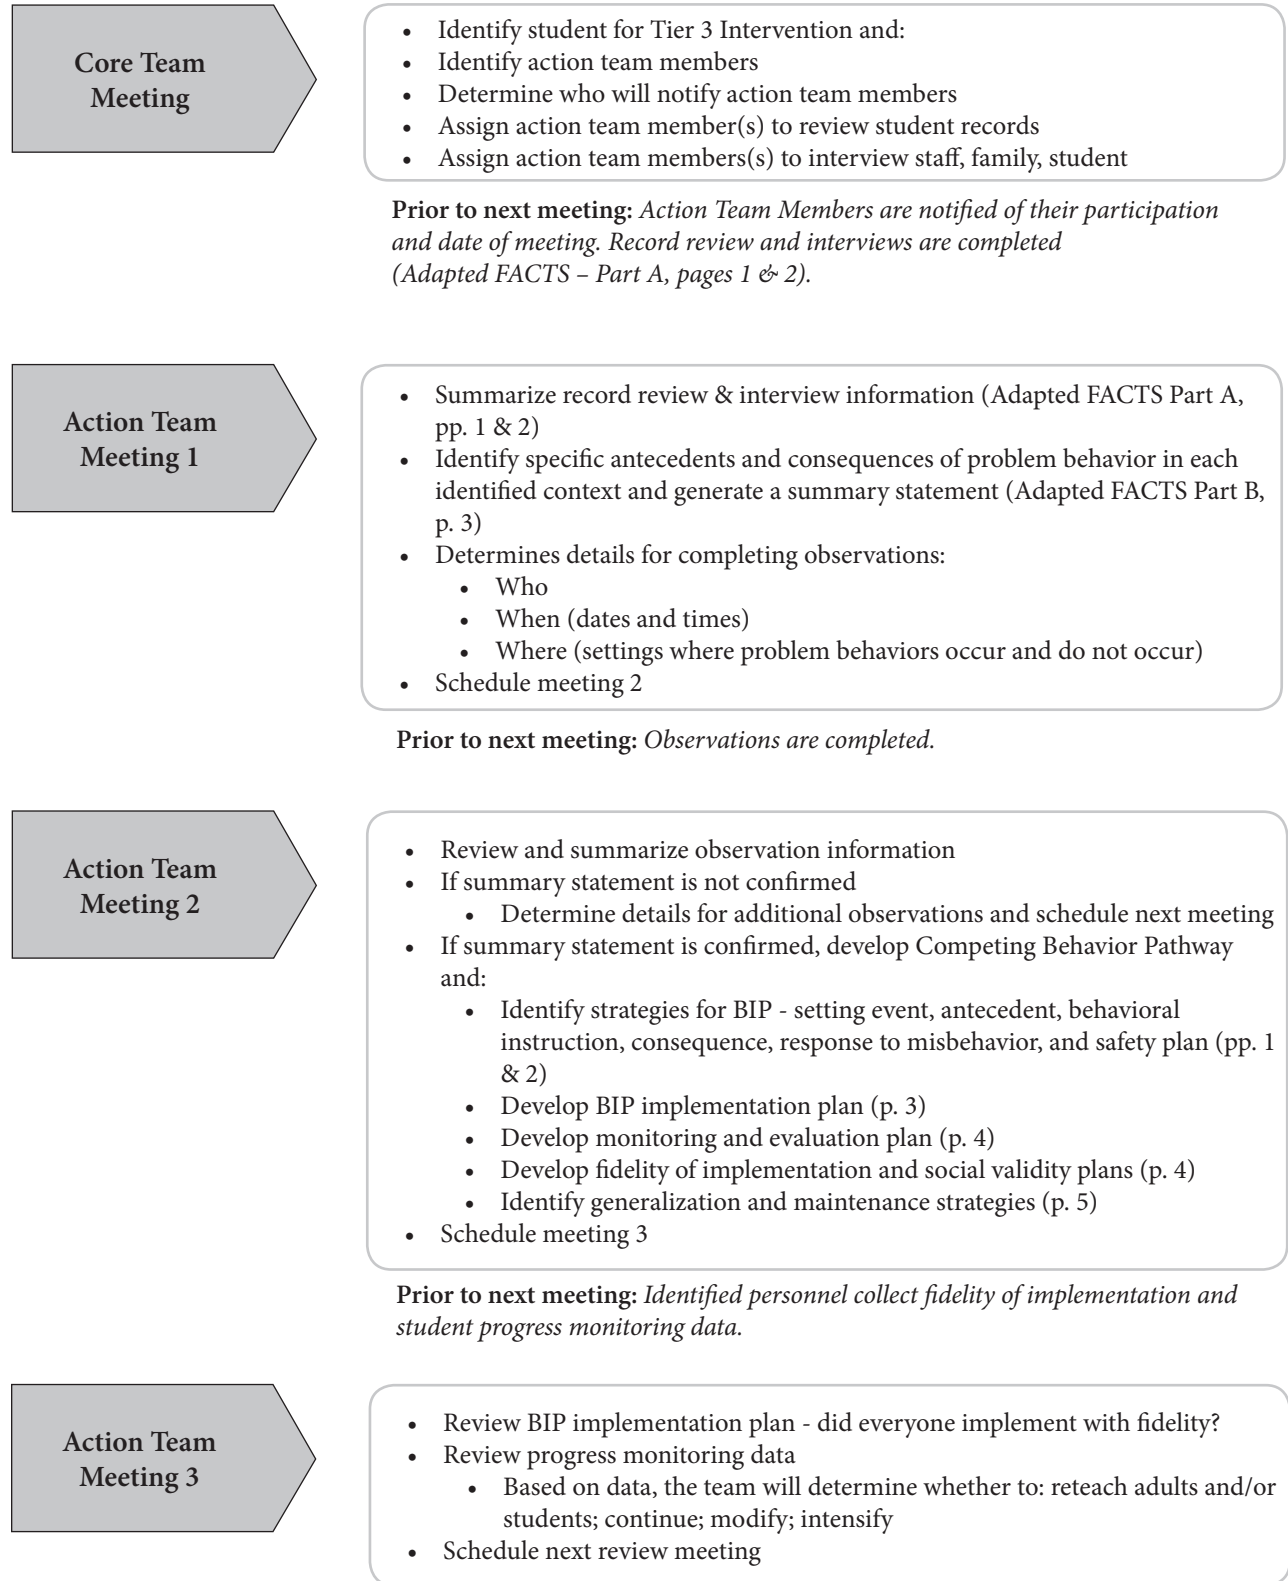 Core Team
Meeting
• Identify student for Tier 3 Intervention and:
• Identify action team members
• Determine who will notify action team members
• Assign action team member(s) to review student records
• Assign action team members(s) to interview staff, family, student
Prior to next meeting: Action Team Members are notified of their participation
and date of meeting. Record review and interviews are completed
(Adapted FACTS – Part A, pages 1 & 2).
Action Team
Meeting 1
• Summarize record review & interview information (Adapted FACTS Part A,
pp. 1 & 2)
• Identify specific antecedents and consequences of problem behavior in each
identified context and generate a summary statement (Adapted FACTS Part B,
p. 3)
• Determines details for completing observations:
• Who
• When (dates and times)
• Where (settings where problem behaviors occur and do not occur)
• Schedule meeting 2
Prior to next meeting: Observations are completed.
Action Team
Meeting 2
• Review and summarize observation information
• If summary statement is not confirmed
• Determine details for additional observations and schedule next meeting
• If summary statement is confirmed, develop Competing Behavior Pathway
and:
• Identify strategies for BIP - setting event, antecedent, behavioral
instruction, consequence, response to misbehavior, and safety plan (pp. 1
& 2)
• Develop BIP implementation plan (p. 3)
• Develop monitoring and evaluation plan (p. 4)
• Develop fidelity of implementation and social validity plans (p. 4)
• Identify generalization and maintenance strategies (p. 5)
• Schedule meeting 3
Prior to next meeting: Identified personnel collect fidelity of implementation and
student progress monitoring data.
Action Team
Meeting 3
• Review BIP implementation plan - did everyone implement with fidelity?
• Review progress monitoring data
• Based on data, the team will determine whether to: reteach adults and/or
students; continue; modify; intensify
• Schedule next review meeting